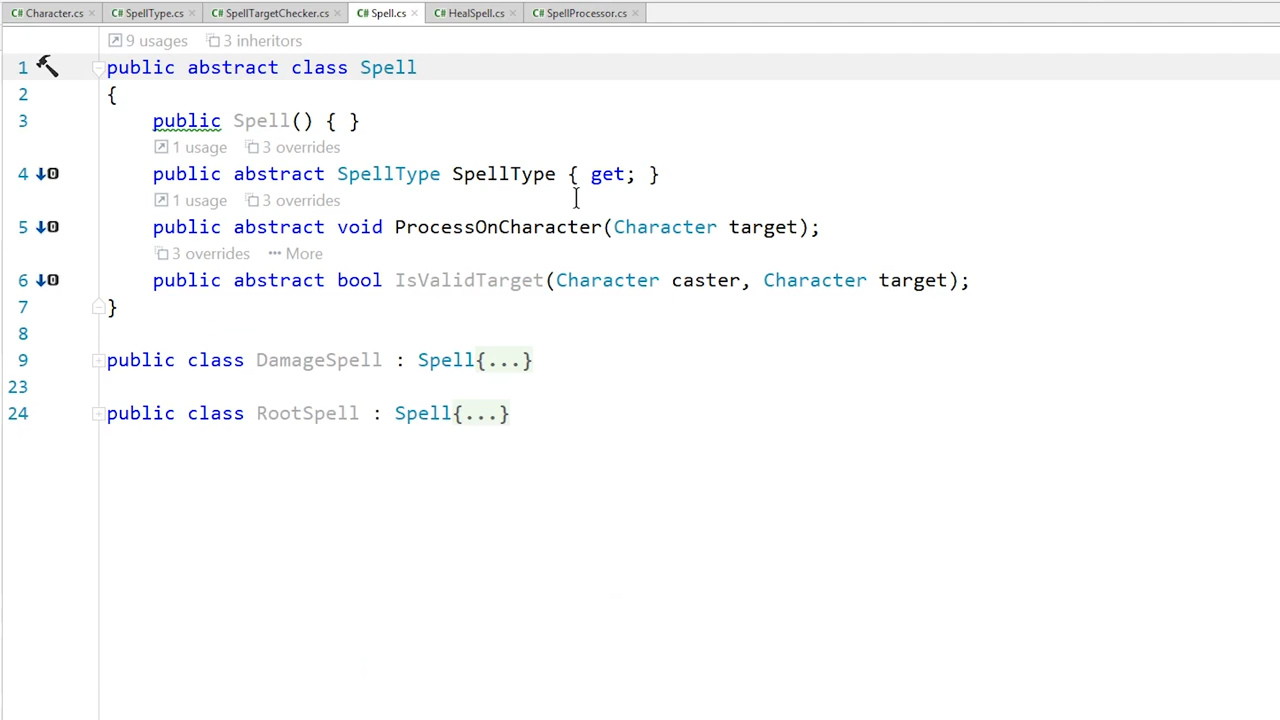 C# Character.cs × C# SpellType.cs × C# SpellTargetChecker.cs × C# Spell.cs × C# HealSpell.cs × C# SpellProcessor.cs ×
9 usages 3 inheritors
1 public abstract class Spell
2 {
3 public Spell() { }
1 usage 3 overrides
4 public abstract SpellType SpellType { get; }
1 usage 3 overrides
5 public abstract void ProcessOnCharacter(Character target);
3 overrides ••• More
6 public abstract bool IsValidTarget(Character caster, Character target);
7 }
8
9 public class DamageSpell : Spell{...}
23
24 public class RootSpell : Spell{...}